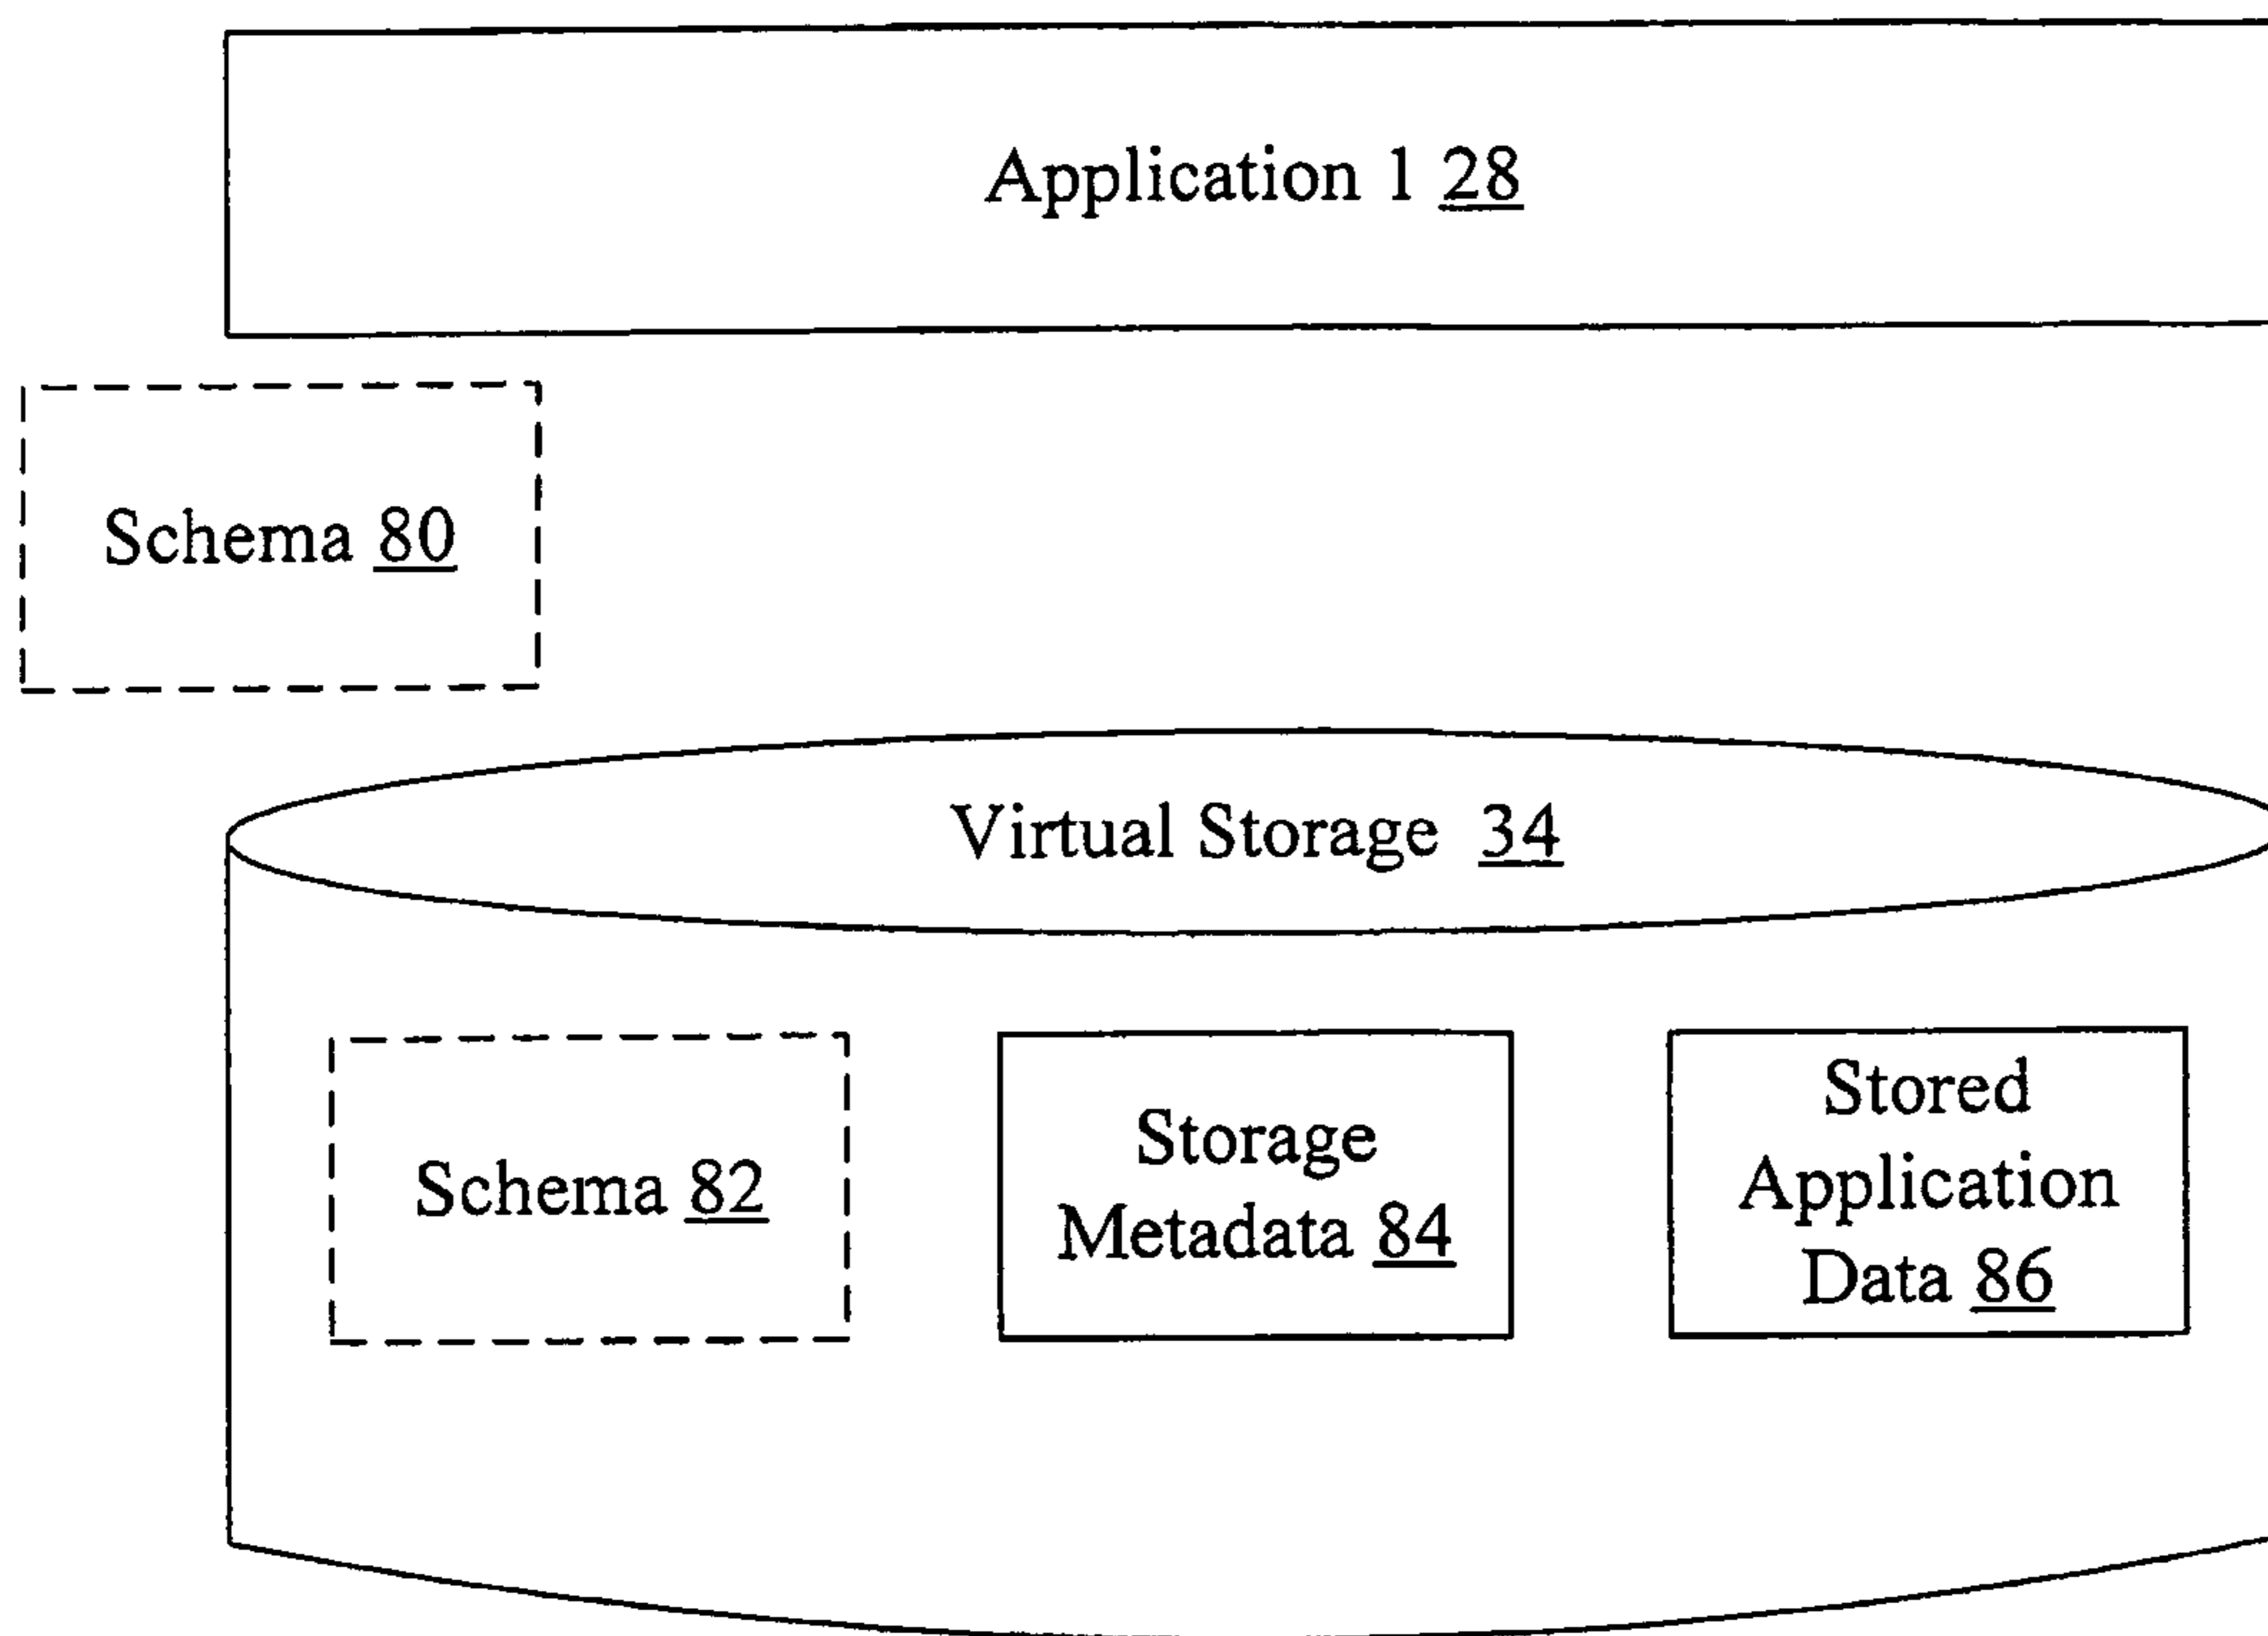 Application 1 28
Schema 80
Virtual Storage 34
Schema 82
Storage
Metadata 84
Stored
Application
Data 86